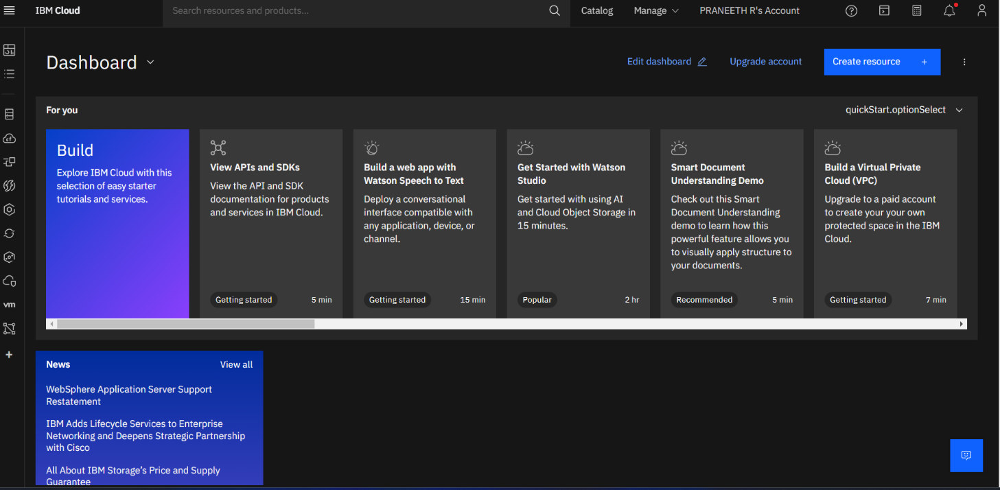 IBM Cloud
Search resources and products...
Catalog
Manage
PRANEETH R's Account
Dashboard
Edit dashboard
Upgrade account
Create resource +
For you
quickStart.optionSelect
Build
Explore IBM Cloud with this
selection of easy starter
tutorials and services.
View APIs and SDKs
View the API and SDK
documentation for products
and services in IBM Cloud.
Getting started
5 min
Build a web app with
Watson Speech to Text
Deploy a conversational
interface compatible with
any application, device, or
channel.
Getting started
15 min
Get Started with Watson
Studio
Get started with using AI
and Cloud Object Storage in
15 minutes.
Popular
2 hr
Smart Document
Understanding Demo
Check out this Smart
Document Understanding
demo to learn how this
powerful feature allows you
to visually apply structure to
your documents.
Recommended
5 min
Build a Virtual Private
Cloud (VPC)
Upgrade to a paid account
to create your your own
protected space in the IBM
Cloud.
Getting started
7 min
cf
vm
News
View all
WebSphere Application Server Support
Restatement
IBM Adds Lifecycle Services to Enterprise
Networking and Deepens Strategic Partnership
with Cisco
All About IBM Storage's Price and Supply
Guarantee